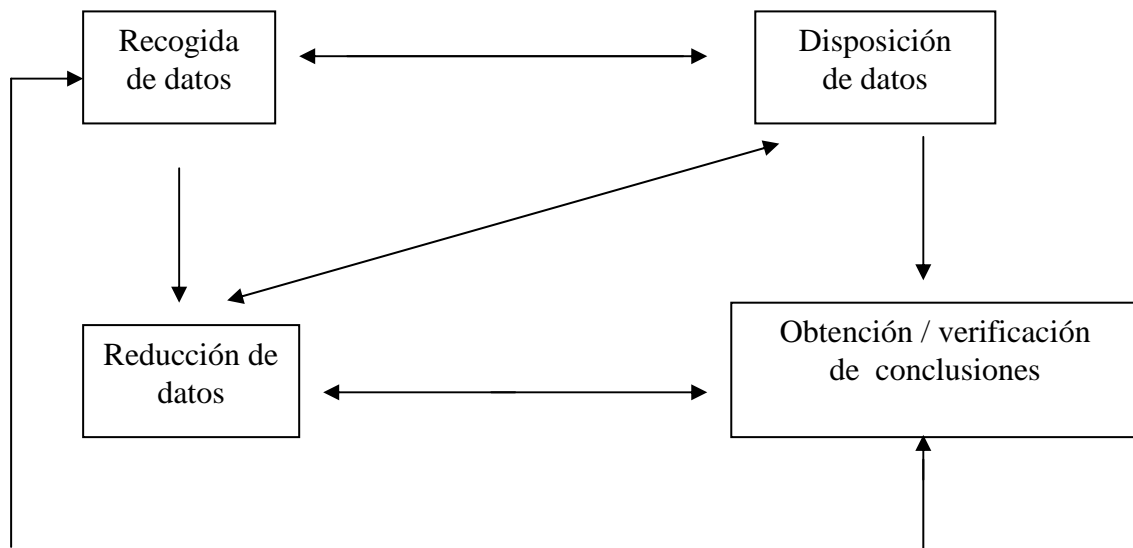 Recogida
de datos
Disposición
de datos
Reducción de
datos
Obtención / verificación
de conclusiones